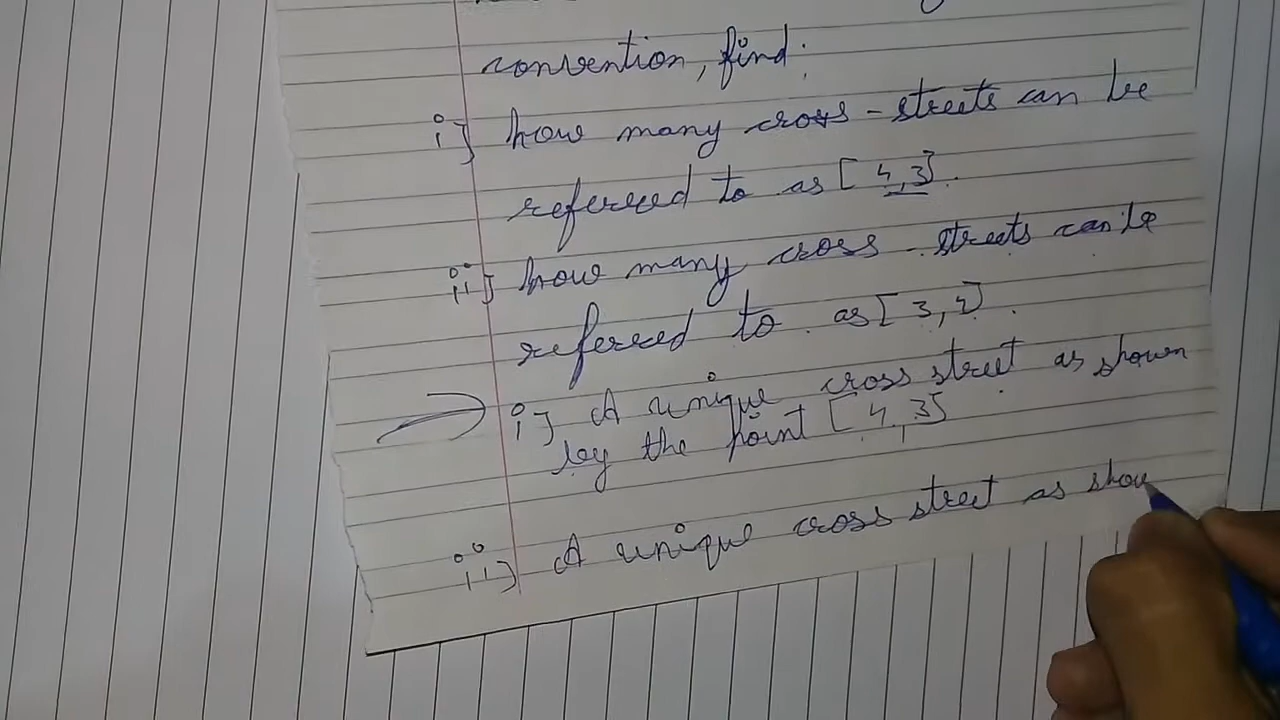 convention, find.
i] how many cross - streets can be
referred to as [4,3].
ii] how many cross - streets can be
referred to as [3,4].
i] A unique cross street as shown
by the point [4,3]
ii] A unique cross street as show